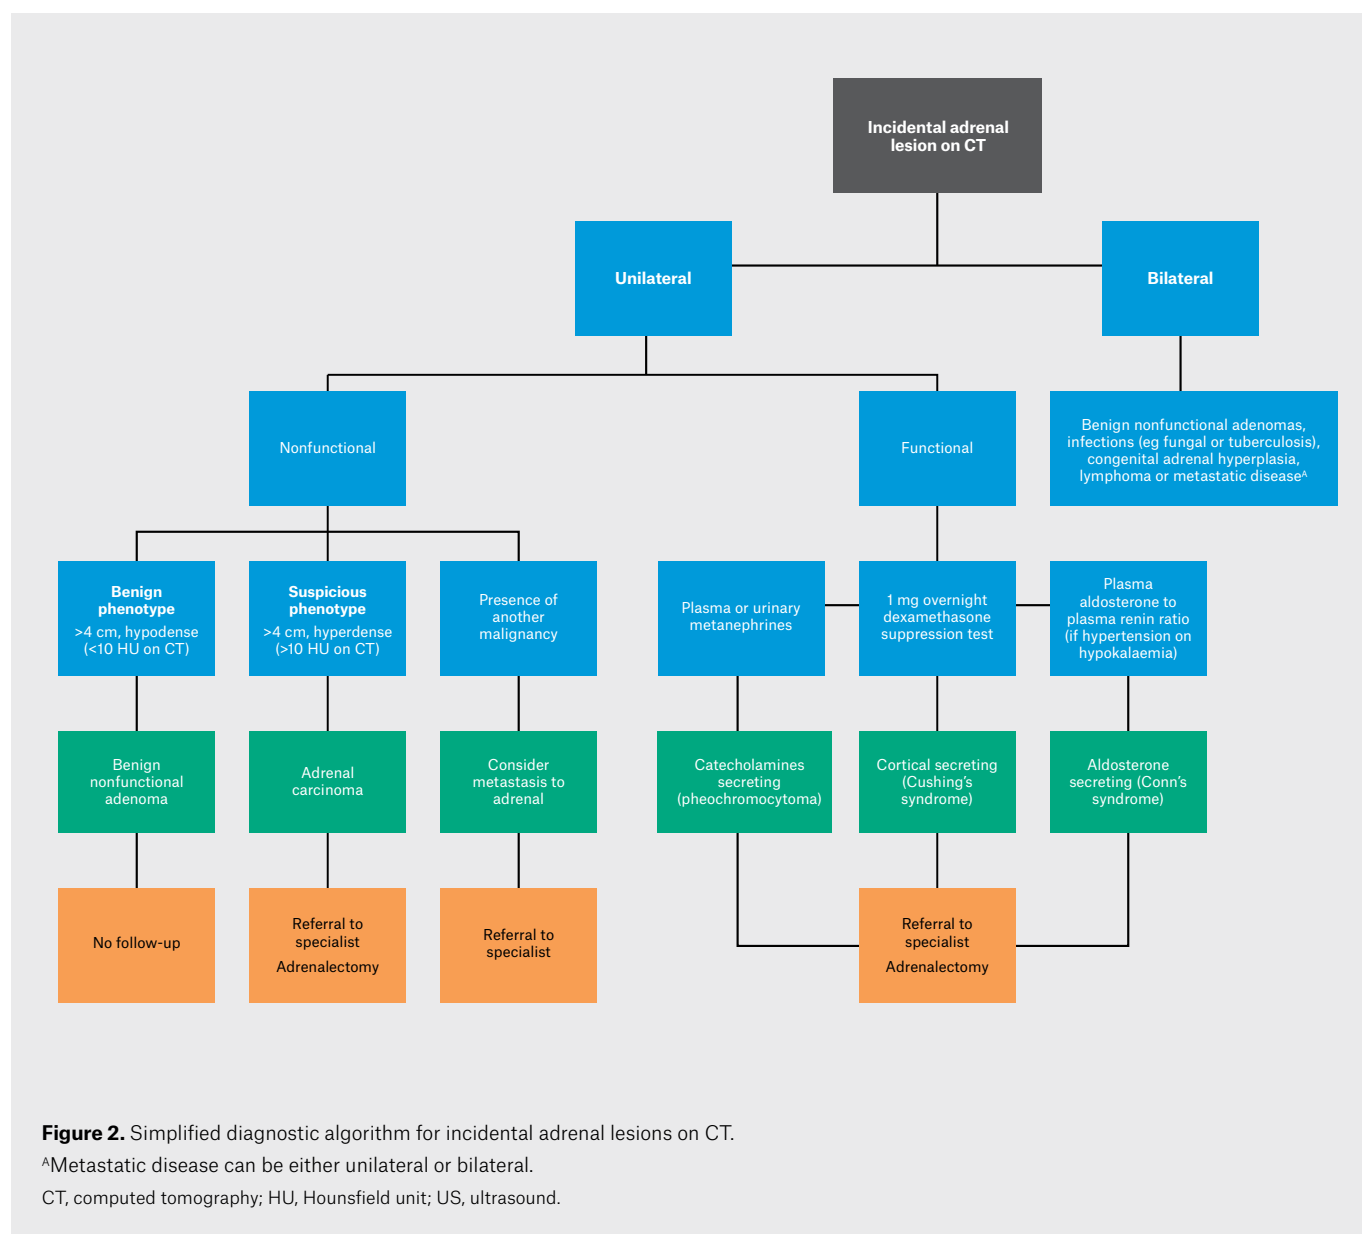 Incidental adrenal
lesion on CT
Unilateral
Bilateral
Nonfunctional
Functional
Benign nonfunctional adenomas,
infections (eg fungal or tuberculosis),
congenital adrenal hyperplasia,
lymphoma or metastatic diseaseᴬ
Benign
phenotype
>4 cm, hypodense
(<10 HU on CT)
Suspicious
phenotype
>4 cm, hyperdense
(>10 HU on CT)
Presence of
another
malignancy
Plasma or urinary
metanephrines
1 mg overnight
dexamethasone
suppression test
Plasma
aldosterone to
plasma renin ratio
(if hypertension on
hypokalaemia)
Benign
nonfunctional
adenoma
Adrenal
carcinoma
Consider
metastasis to
adrenal
Catecholamines
secreting
(pheochromocytoma)
Cortical secreting
(Cushing's
syndrome)
Aldosterone
secreting (Conn's
syndrome)
No follow-up
Referral to
specialist
Adrenalectomy
Referral to
specialist
Referral to
specialist
Adrenalectomy
Figure 2. Simplified diagnostic algorithm for incidental adrenal lesions on CT.
ᴬMetastatic disease can be either unilateral or bilateral.
CT, computed tomography; HU, Hounsfield unit; US, ultrasound.